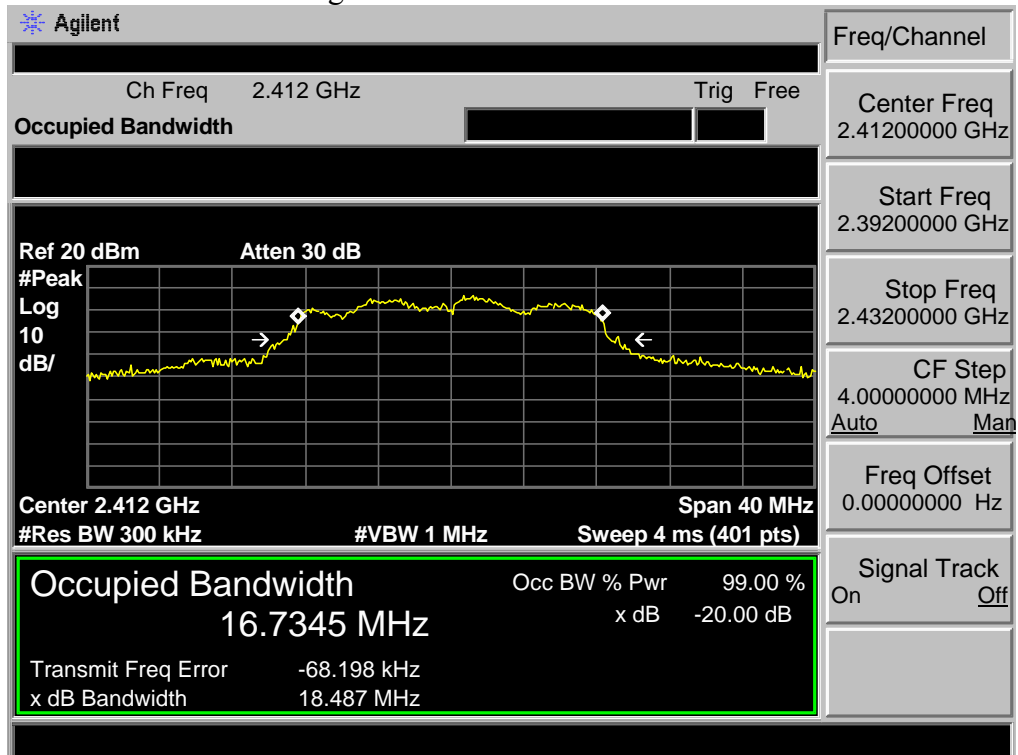 Agilent
Freq/Channel
Ch Freq 2.412 GHz Trig Free
Occupied Bandwidth
Center Freq
2.41200000 GHz
Start Freq
2.39200000 GHz
Stop Freq
2.43200000 GHz
CF Step
4.00000000 MHz
Auto Man
Freq Offset
0.00000000 Hz
Signal Track
On Off
Ref 20 dBm Atten 30 dB
#Peak
Log
10
dB/
Center 2.412 GHz Span 40 MHz
#Res BW 300 kHz #VBW 1 MHz Sweep 4 ms (401 pts)
Occupied Bandwidth
16.7345 MHz
Occ BW % Pwr 99.00 %
x dB -20.00 dB
Transmit Freq Error -68.198 kHz
x dB Bandwidth 18.487 MHz